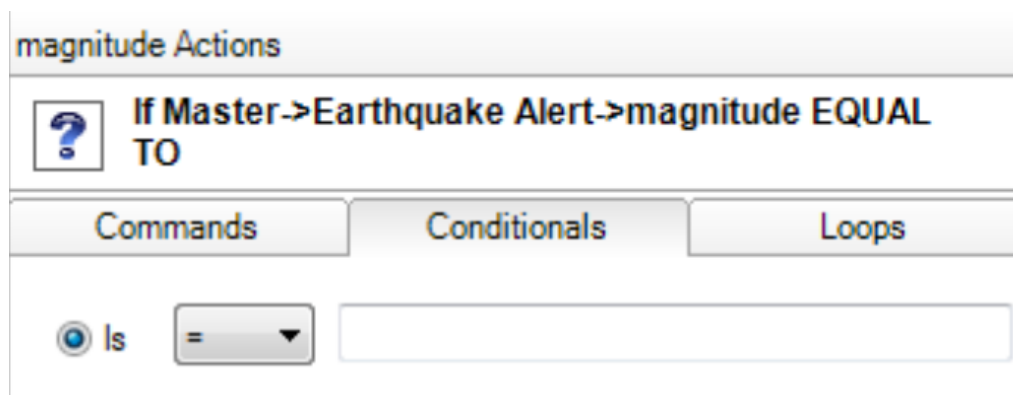 magnitude Actions
If Master->Earthquake Alert->magnitude EQUAL
TO
Commands Conditionals Loops
Is =